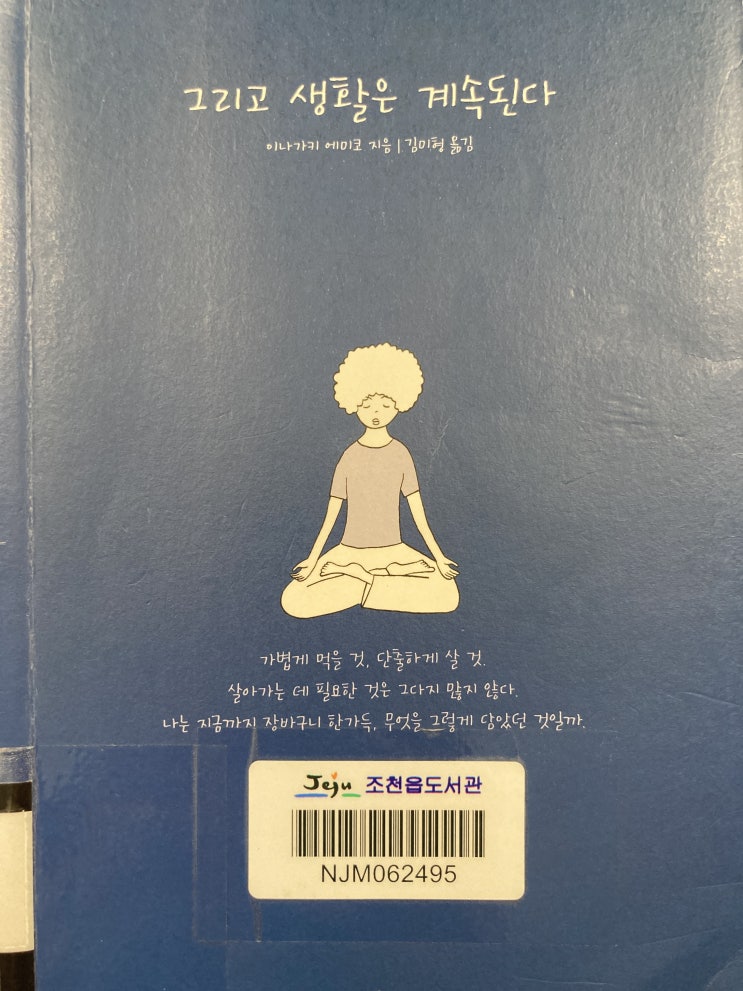 그리고 생활은 계속된다
이나가키 에미코 지음 | 김미형 옮김
가볍게 먹을 것, 단출하게 살 것.
살아가는 데 필요한 것은 그다지 많지 않다.
나는 지금까지 장바구니 한가득, 무엇을 그렇게 담았던 것일까.
Jeju 조천읍도서관
NJM062495